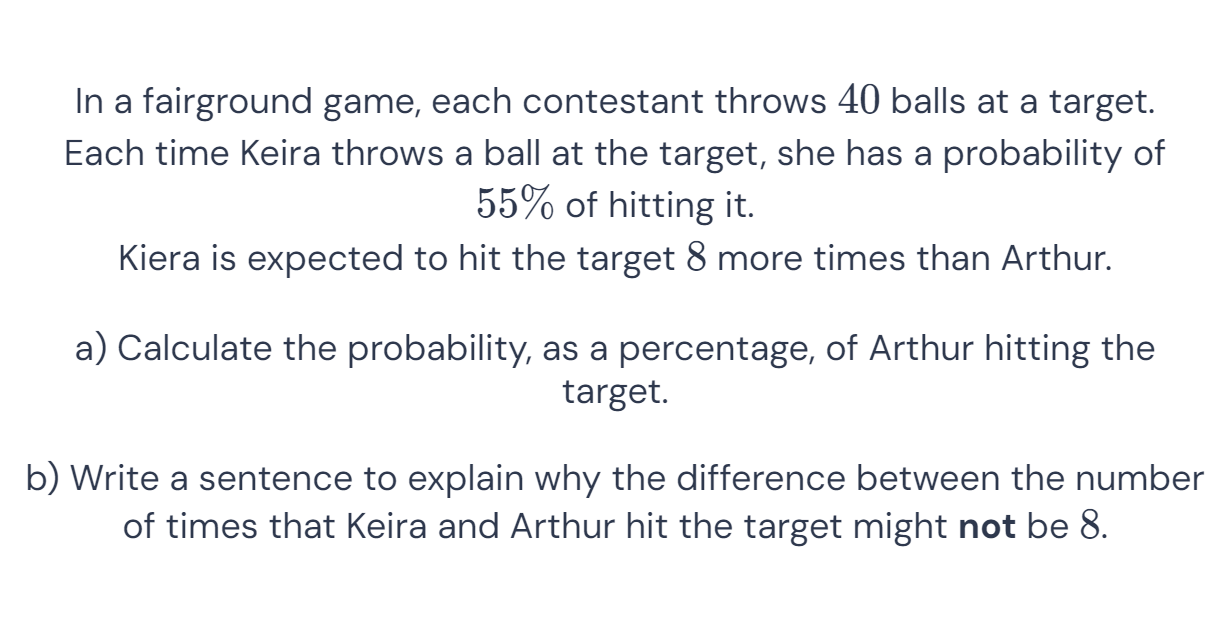 In a fairground game, each contestant throws 40 balls at a target.
Each time Keira throws a ball at the target, she has a probability of
55% of hitting it.
Kiera is expected to hit the target 8 more times than Arthur.
a) Calculate the probability, as a percentage, of Arthur hitting the
target.
b) Write a sentence to explain why the difference between the number
of times that Keira and Arthur hit the target might not be 8.